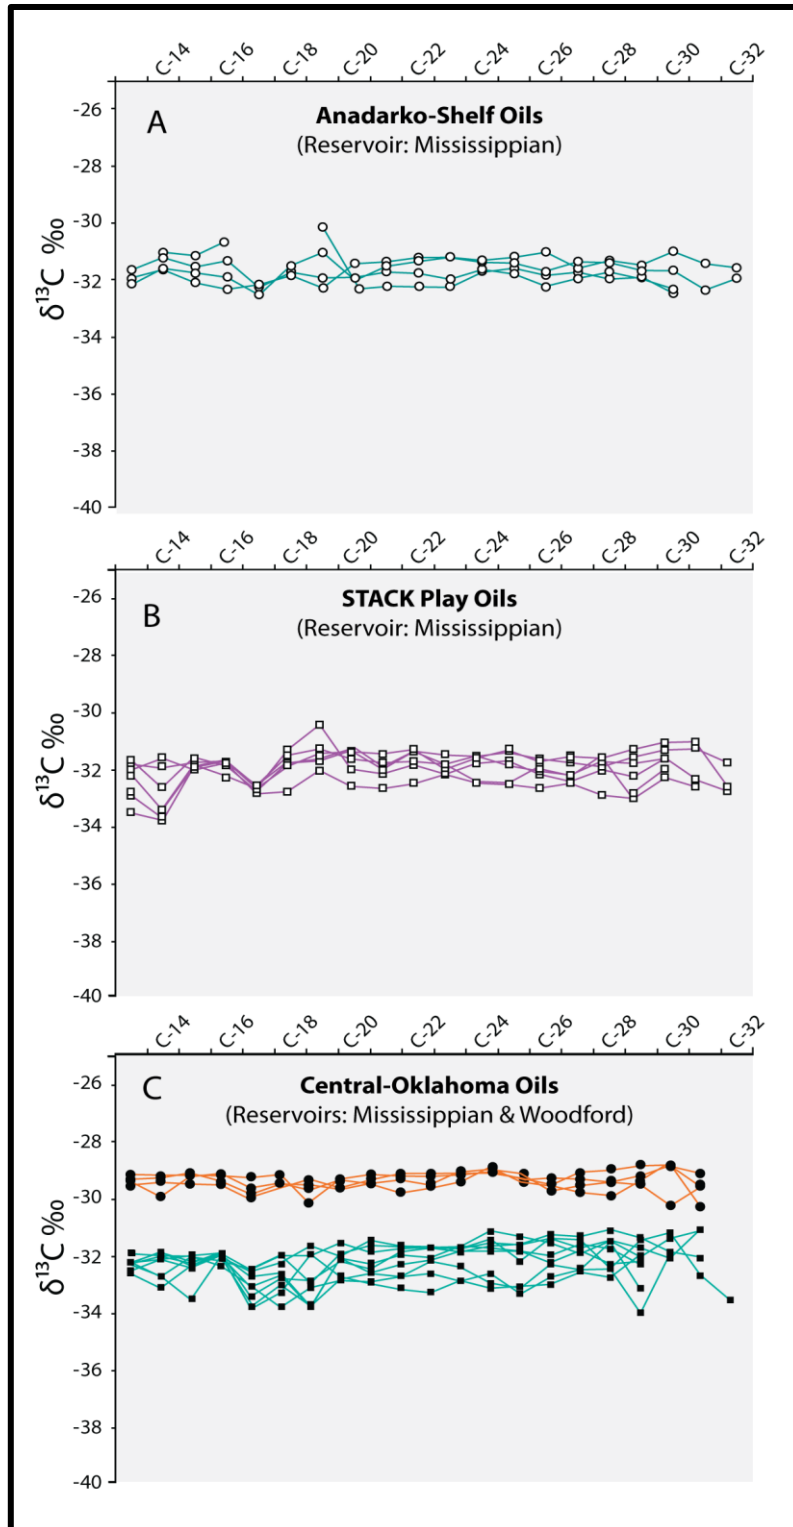 C-14 C-16 C-18 C-20 C-22 C-24 C-26 C-28 C-30 C-32
A
Anadarko-Shelf Oils
(Reservoir: Mississippian)
δ¹³C ‰
-26
-28
-30
-32
-34
-36
-38
-40
C-14 C-16 C-18 C-20 C-22 C-24 C-26 C-28 C-30 C-32
B
STACK Play Oils
(Reservoir: Mississippian)
δ¹³C ‰
-26
-28
-30
-32
-34
-36
-38
-40
C-14 C-16 C-18 C-20 C-22 C-24 C-26 C-28 C-30 C-32
C
Central-Oklahoma Oils
(Reservoirs: Mississippian & Woodford)
δ¹³C ‰
-26
-28
-30
-32
-34
-36
-38
-40